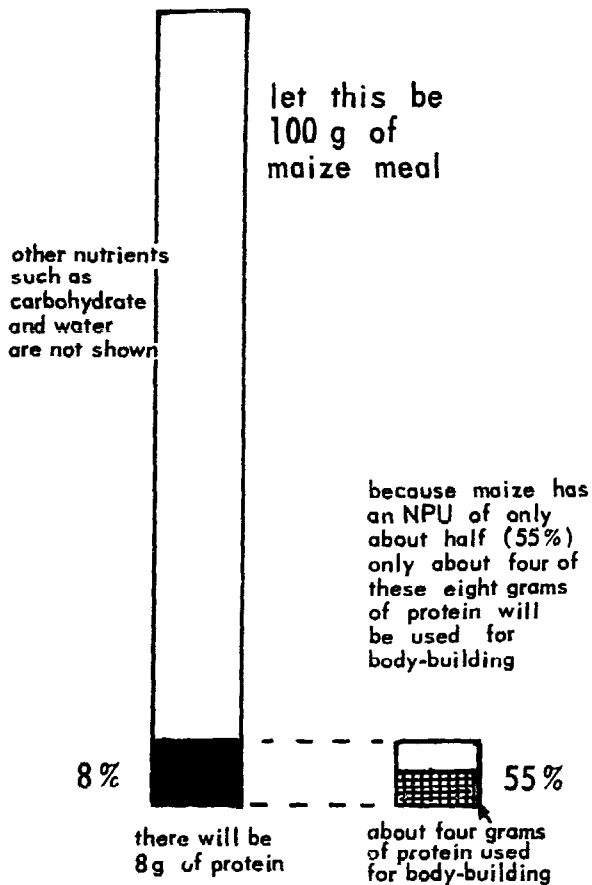 let this be
100 g of
maize meal
other nutrients
such as
carbohydrate
and water
are not shown
because maize has
an NPU of only
about half (55%)
only about four of
these eight grams
of protein will
be used for
body-building
8%
55%
there will be
8g of protein
about four grams
of protein used
for body-building